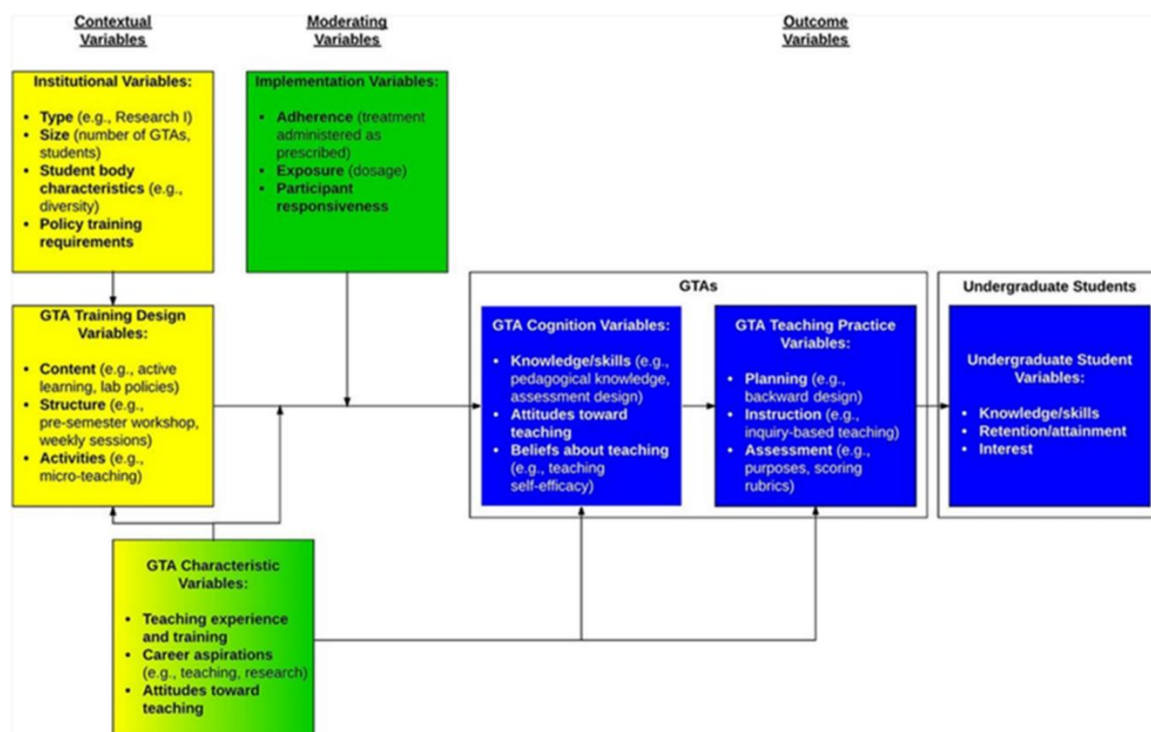 Contextual
Variables
Moderating
Variables
Outcome
Variables
Institutional Variables:
• Type (e.g., Research I)
• Size (number of GTAs,
students)
• Student body
characteristics (e.g.,
diversity)
• Policy training
requirements
Implementation Variables:
• Adherence (treatment
administered as
prescribed)
• Exposure (dosage)
• Participant
responsiveness
GTA Training Design
Variables:
• Content (e.g., active
learning, lab policies)
• Structure (e.g.,
pre-semester workshop,
weekly sessions)
• Activities (e.g.,
micro-teaching)
GTAs
GTA Cognition Variables:
• Knowledge/skills (e.g.,
pedagogical knowledge,
assessment design)
• Attitudes toward
teaching
• Beliefs about teaching
(e.g., teaching
self-efficacy)
GTA Teaching Practice
Variables:
• Planning (e.g.,
backward design)
• Instruction (e.g.,
inquiry-based teaching)
• Assessment (e.g.,
purposes, scoring
rubrics)
Undergraduate Students
Undergraduate Student
Variables:
• Knowledge/skills
• Retention/attainment
• Interest
GTA Characteristic
Variables:
• Teaching experience
and training
• Career aspirations
(e.g., teaching, research)
• Attitudes toward
teaching